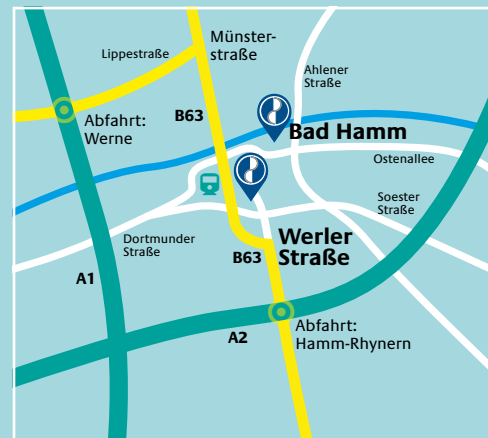 Münster-
straße
Lippestraße
Ahlener
Straße
B63
Abfahrt:
Werne
Bad Hamm
Ostenallee
Soester
Straße
Dortmunder
Straße
Werler
Straße
B63
A1
A2
Abfahrt:
Hamm-Rhynern